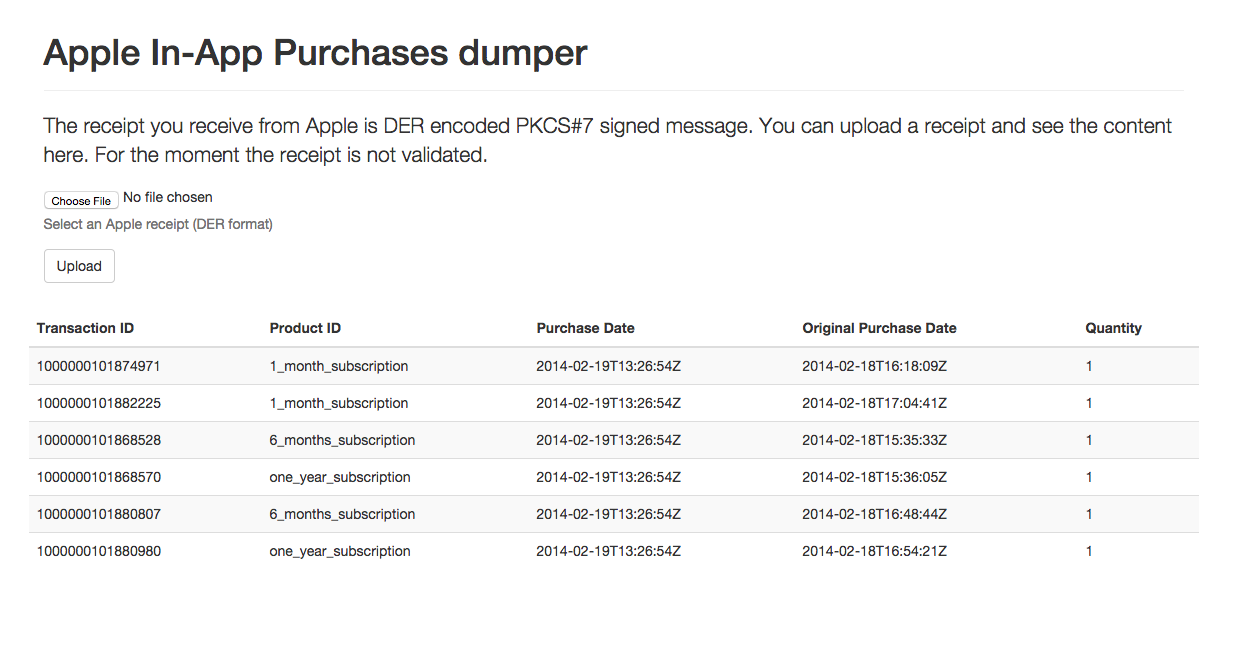 Apple In-App Purchases dumper
The receipt you receive from Apple is DER encoded PKCS#7 signed message. You can upload a receipt and see the content
here. For the moment the receipt is not validated.
Choose File No file chosen
Select an Apple receipt (DER format)
Upload
Transaction ID Product ID Purchase Date Original Purchase Date Quantity
1000000101874971 1_month_subscription 2014-02-19T13:26:54Z 2014-02-18T16:18:09Z 1
1000000101882225 1_month_subscription 2014-02-19T13:26:54Z 2014-02-18T17:04:41Z 1
1000000101868528 6_months_subscription 2014-02-19T13:26:54Z 2014-02-18T15:35:33Z 1
1000000101868570 one_year_subscription 2014-02-19T13:26:54Z 2014-02-18T15:36:05Z 1
1000000101880807 6_months_subscription 2014-02-19T13:26:54Z 2014-02-18T16:48:44Z 1
1000000101880980 one_year_subscription 2014-02-19T13:26:54Z 2014-02-18T16:54:21Z 1